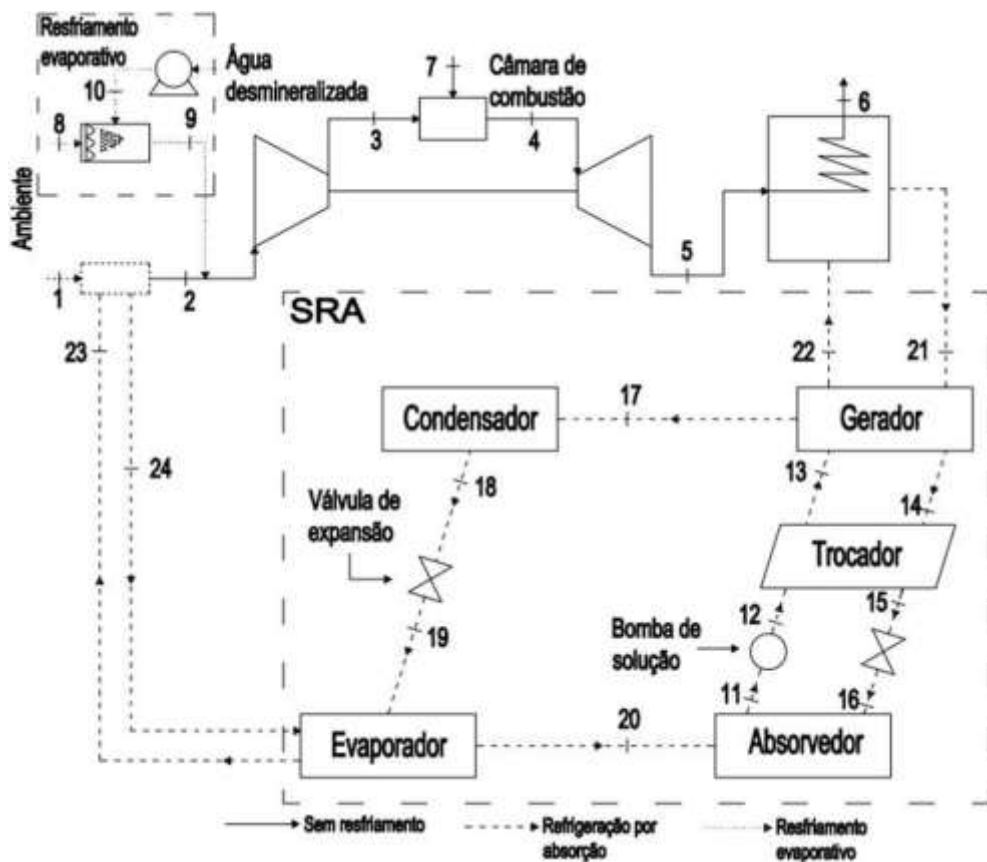 Resfriamento
evaporativo
Água
desmineralizada
10
8
9
Ambiente
7
Câmara de
combustão
3
4
6
1
2
5
SRA
23
24
22
21
17
Condensador
Gerador
18
13
14
Válvula de
expansão
Trocador
19
12
15
Bomba de
solução
11
16
20
Evaporador
Absorvedor
Sem resfriamento
Refrigeração por
absorção
Resfriamento
evaporativo